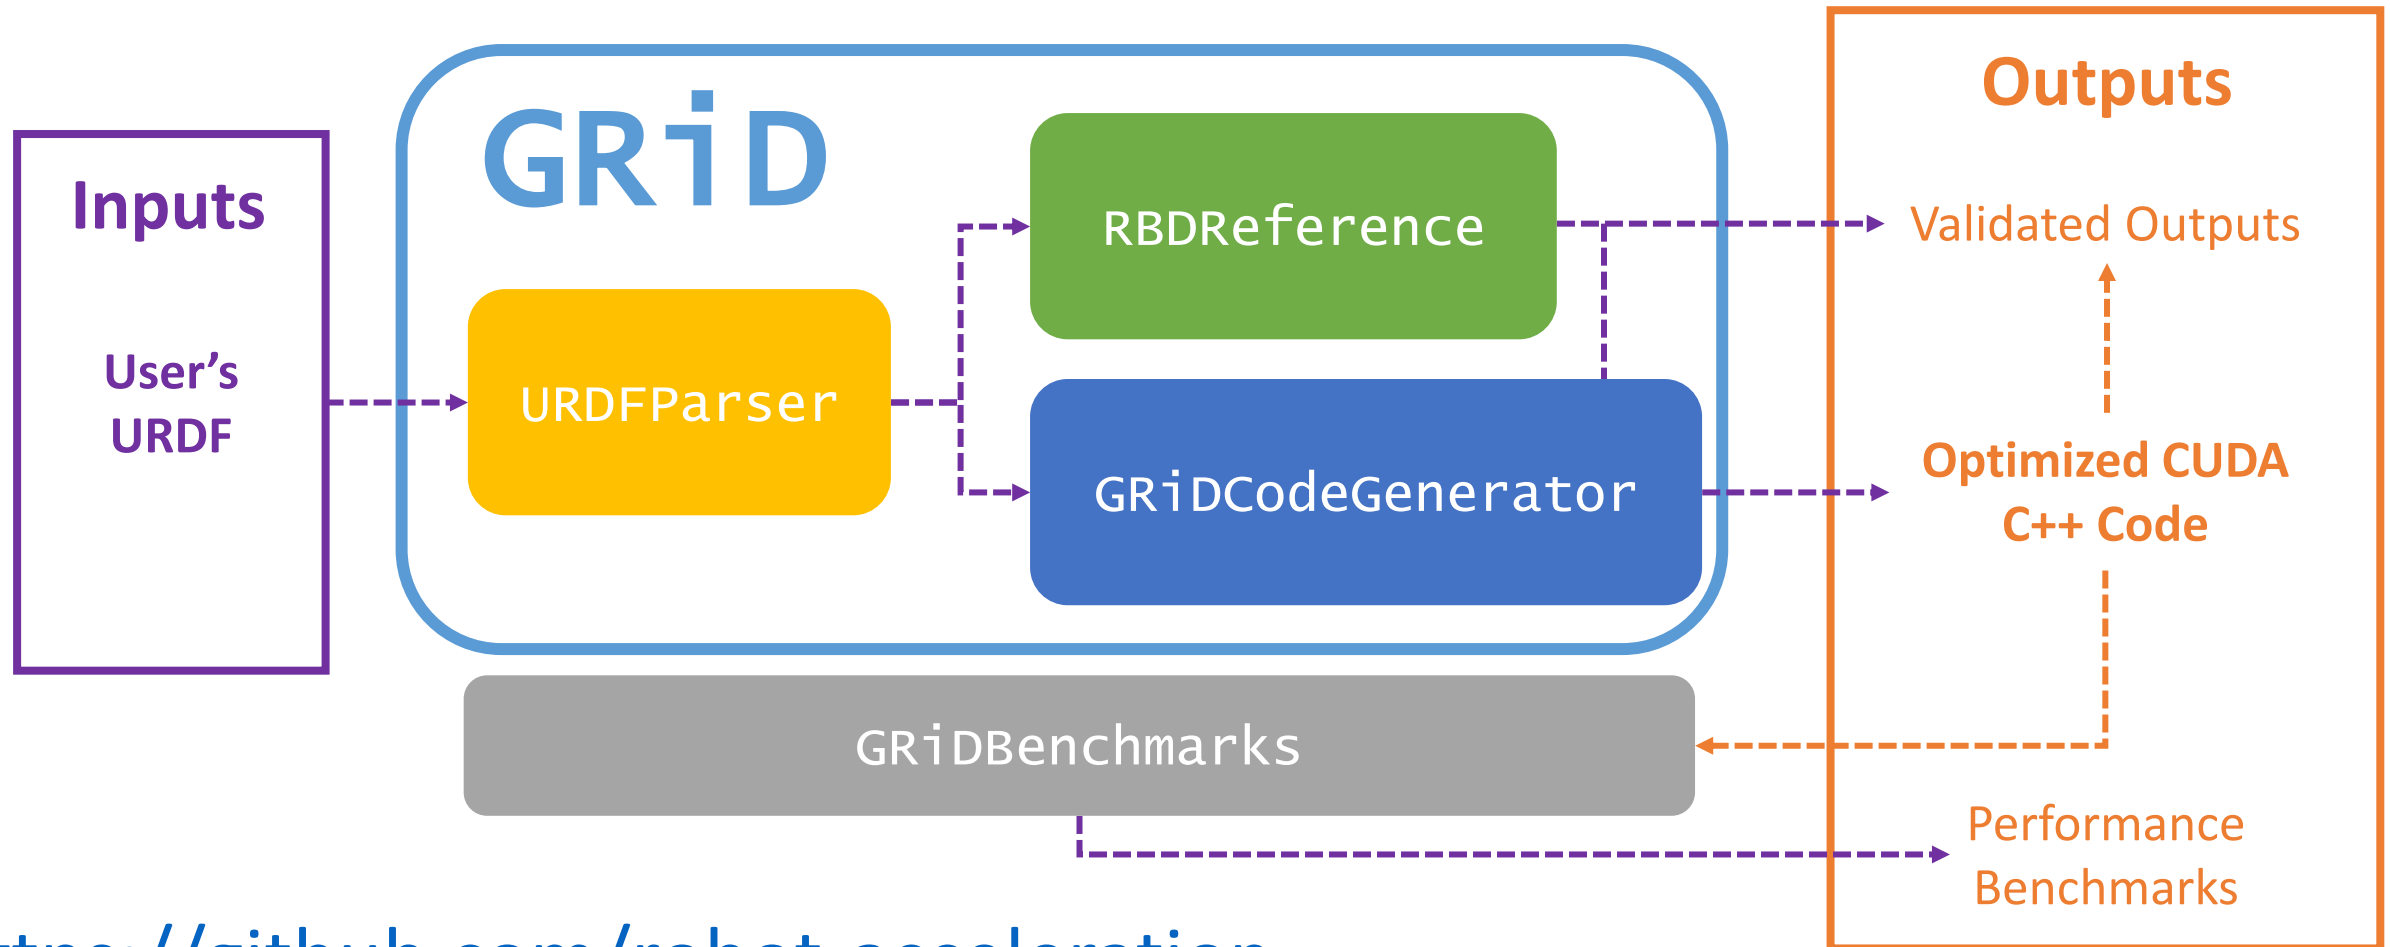 Inputs
User’s
URDF
GRiD
URDFParser
RBDReference
GRiDCodeGenerator
GRiDBenchmarks
Outputs
Validated Outputs
Optimized CUDA
C++ Code
Performance
Benchmarks